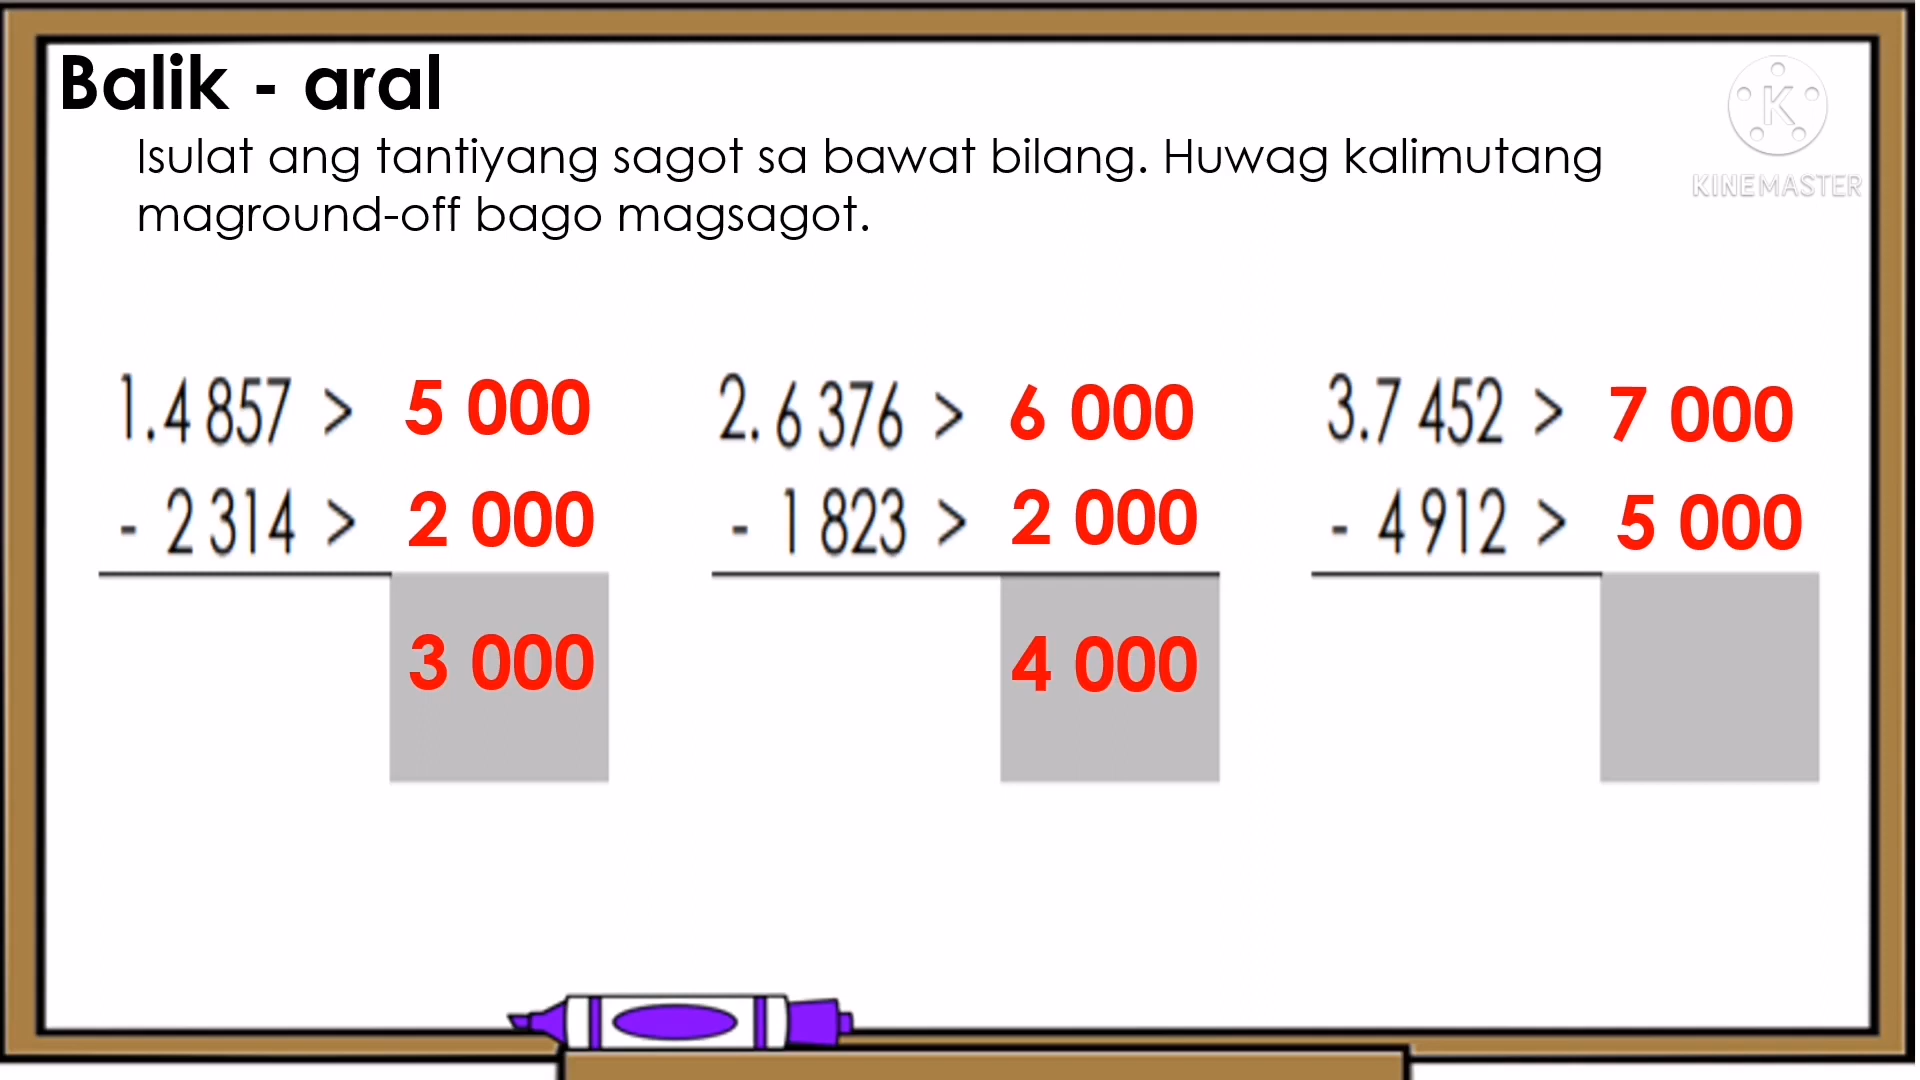 Balik - aral
Isulat ang tantiyang sagot sa bawat bilang. Huwag kalimutang
maground-off bago magsagot.
K
KINEMASTER
1. 4 857 > 5 000
- 2 314 > 2 000
3 000
2. 6 376 > 6 000
- 1 823 > 2 000
4 000
3. 7 452 > 7 000
- 4 912 > 5 000